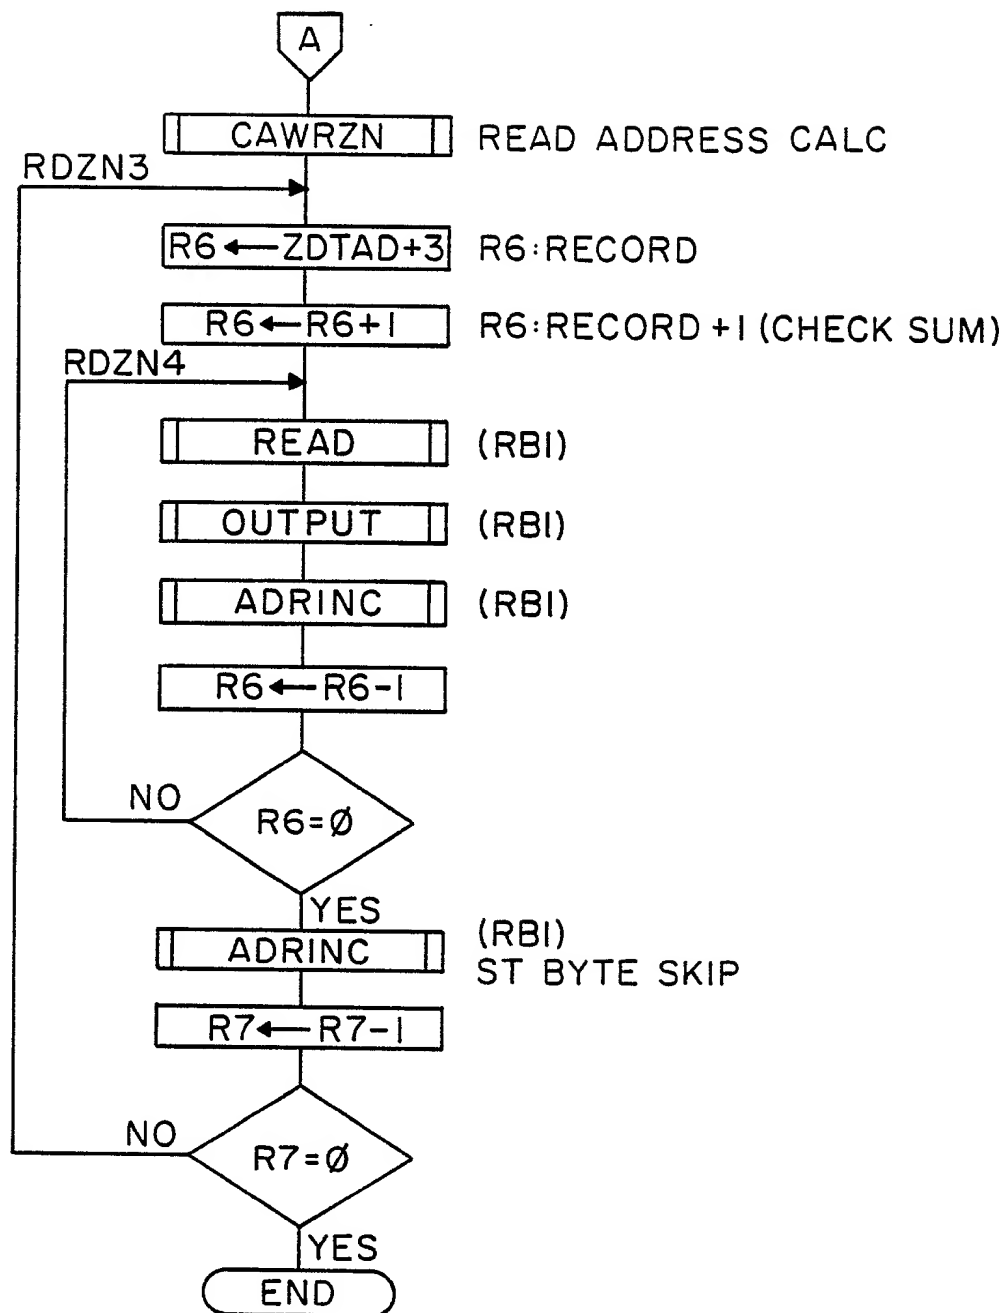 A
CAWRZN READ ADDRESS CALC
RDZN3
R6←ZDTAD+3 R6:RECORD
R6←R6+1 R6:RECORD+1(CHECK SUM)
RDZN4
READ (RB1)
OUTPUT (RB1)
ADRINC (RB1)
R6←R6-1
NO R6=Ø
YES
ADRINC (RB1)
ST BYTE SKIP
R7←R7-1
NO R7=Ø
YES
END